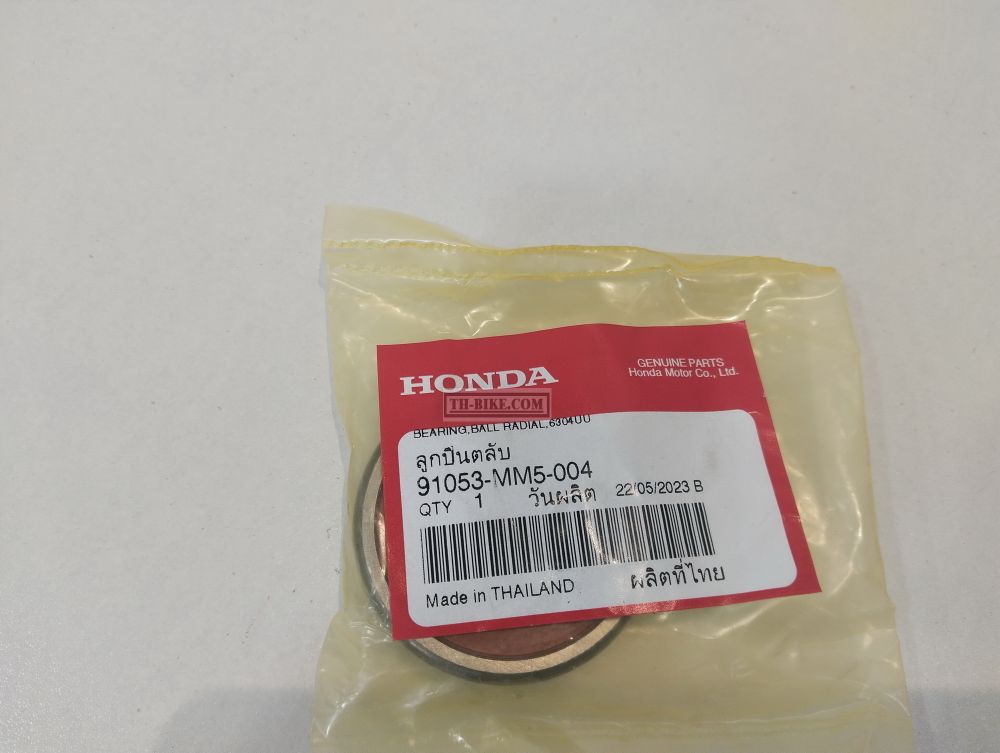 GENUINE PARTS
Honda Motor Co., Ltd.
HONDA
TH-BIKE.COM
BEARING,BALL RADIAL,6304UU
ลูกปืนตลับ
91053-MM5-004
QTY 1 วันผลิต 22/05/2023 B
Made in THAILAND ผลิตที่ไทย